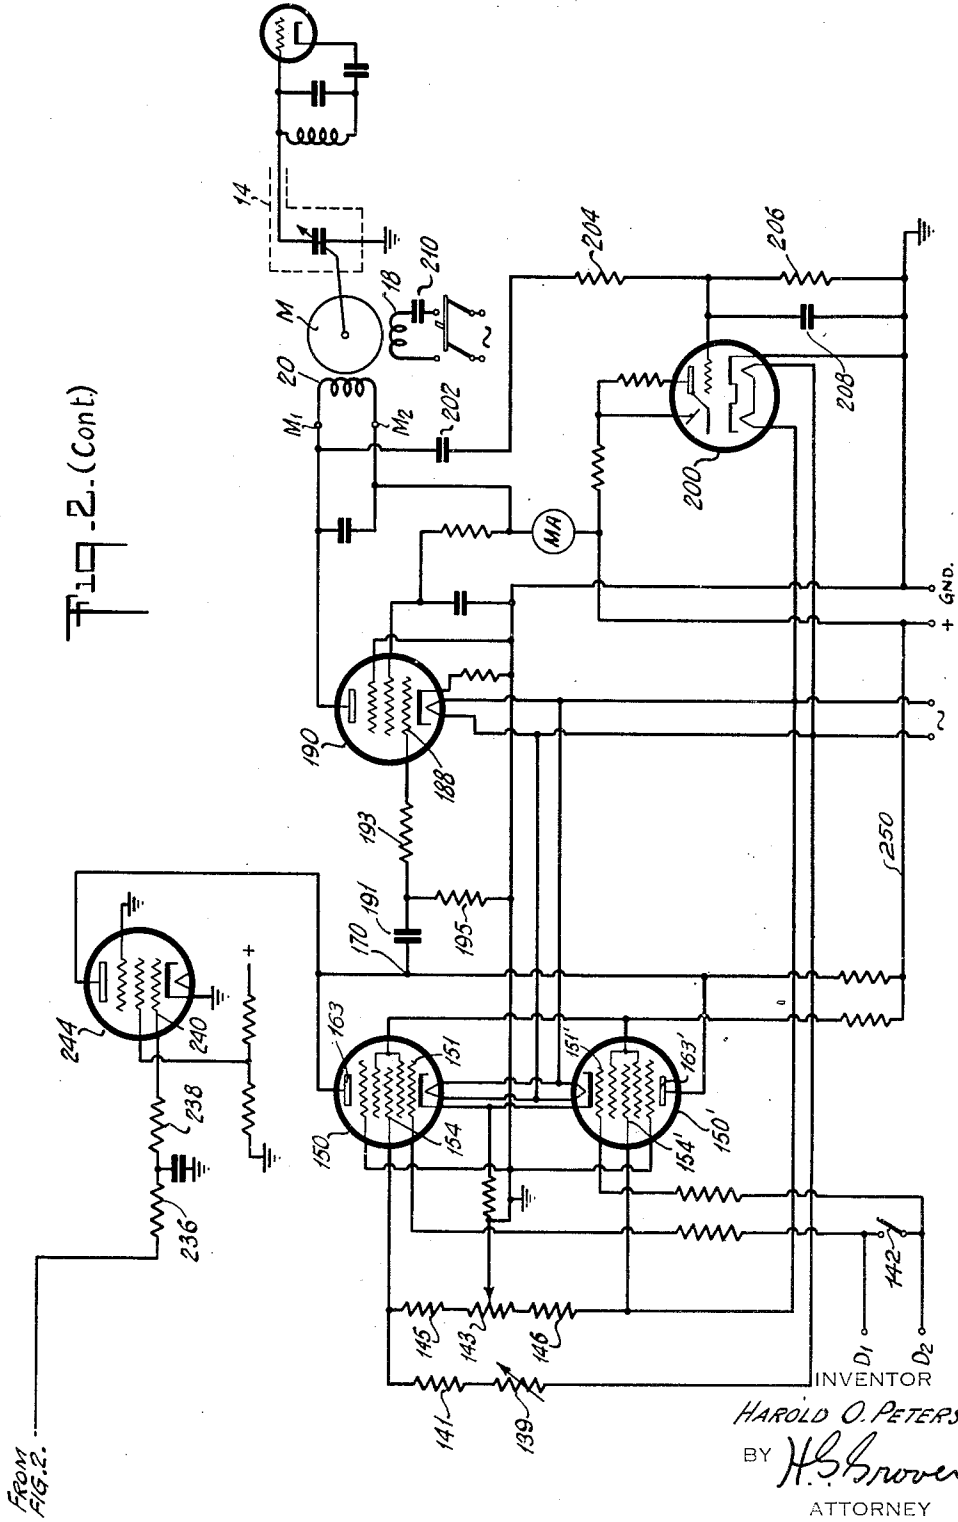 Fig. 2. (Cont.)
FROM
FIG. 2.
244
240
238
236
+
14
M
20
M1
M2
18
210
~
202
204
206
208
200
MA
190
188
193
191
195
170
163
151
150
154
151'
163'
150'
154'
145
143
146
141
139
142
D1
D2
250
~
+
GND.
INVENTOR
HAROLD O. PETERS
BY H. G. Grover
ATTORNEY